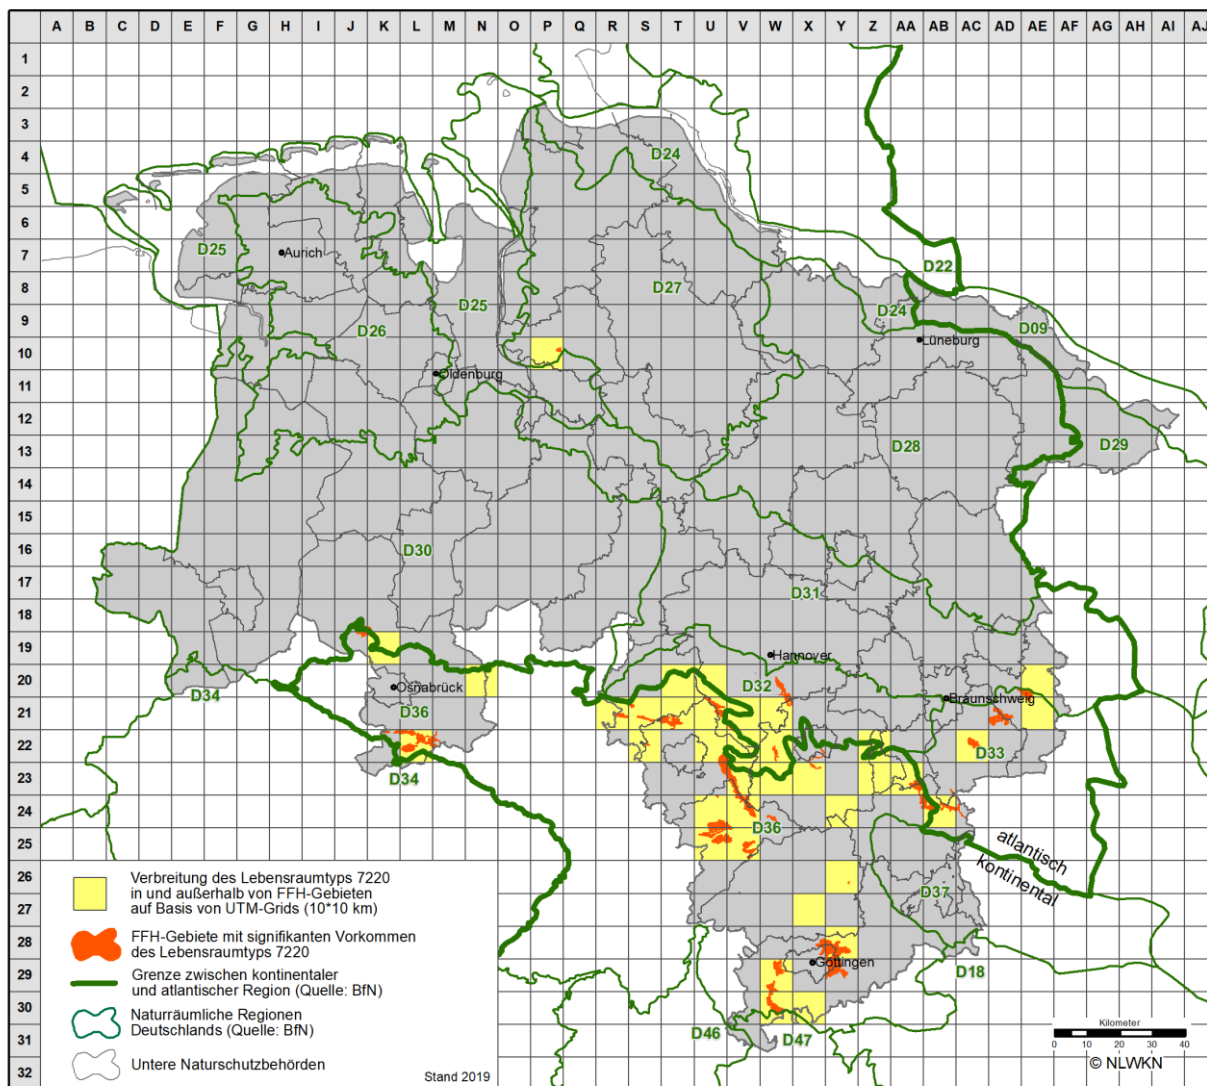 A B C D E F G H I J K L M N O P Q R S T U V W X Y Z AA AB AC AD AE AF AG AH AI AJ
1
2
3
4 D24
5
6
7 D25 Aurich D22
8 D25 D27
9 D26 D24 D09
10 Lüneburg
11 Oldenburg
12
13 D28 D29
14
15
16 D30
17 D31
18
19 Hannover
20 D34 Osnabrück D32 Braunschweig
21 D36
22 D33
23 D34
24
25 D36 atlantisch
26 kontinental
D37
27
28
29 Göttingen D18
30
31 D46 D47
32
Verbreitung des Lebensraumtyps 7220
in und außerhalb von FFH-Gebieten
auf Basis von UTM-Grids (10*10 km)
FFH-Gebiete mit signifikanten Vorkommen
des Lebensraumtyps 7220
Grenze zwischen kontinentaler
und atlantischer Region (Quelle: BfN)
Naturräumliche Regionen
Deutschlands (Quelle: BfN)
Untere Naturschutzbehörden
Stand 2019
Kilometer
0 10 20 30 40
© NLWKN